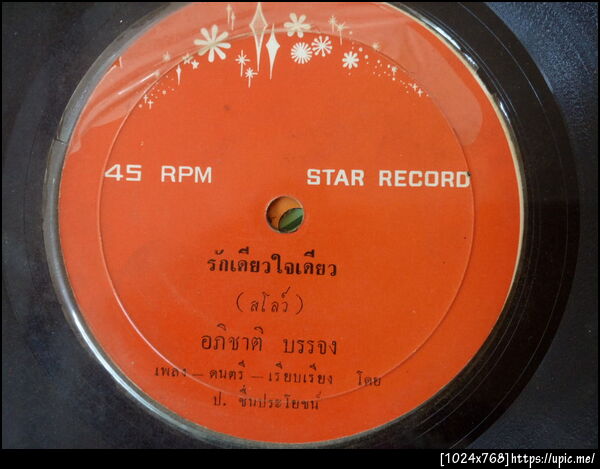 45 RPM STAR RECORD
รักเดียวใจเดียว
(สโลว์)
อภิชาติ บรรจง
เพลง – ดนตรี – เรียบเรียง โดย
ป. ชื่นประโยชน์
[1024x768]https://upic.me/